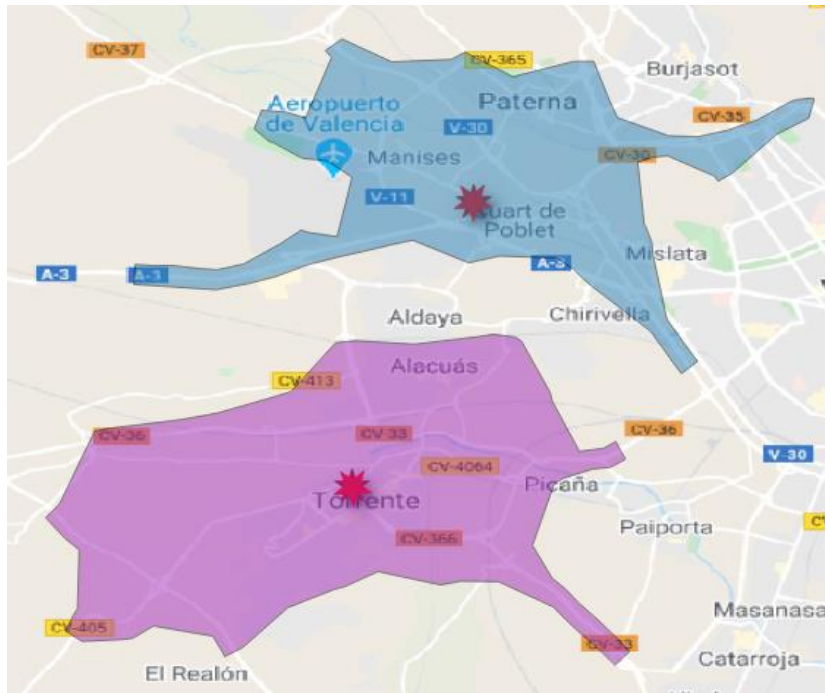 CV-37
CV-365
Burjasot
Aeropuerto
de Valencia
Paterna
CV-35
V-30
CV-30
Manises
V-11
Cuart de
Poblet
Mislata
A-3
A-3
A-3
Aldaya
Chirivella
Alacuás
CV-413
CV-36
CV-33
CV-36
CV-4064
V-30
Picaña
Torrente
Paiporta
CV-366
Masanasa
CV-405
CV-33
Catarroja
El Realón